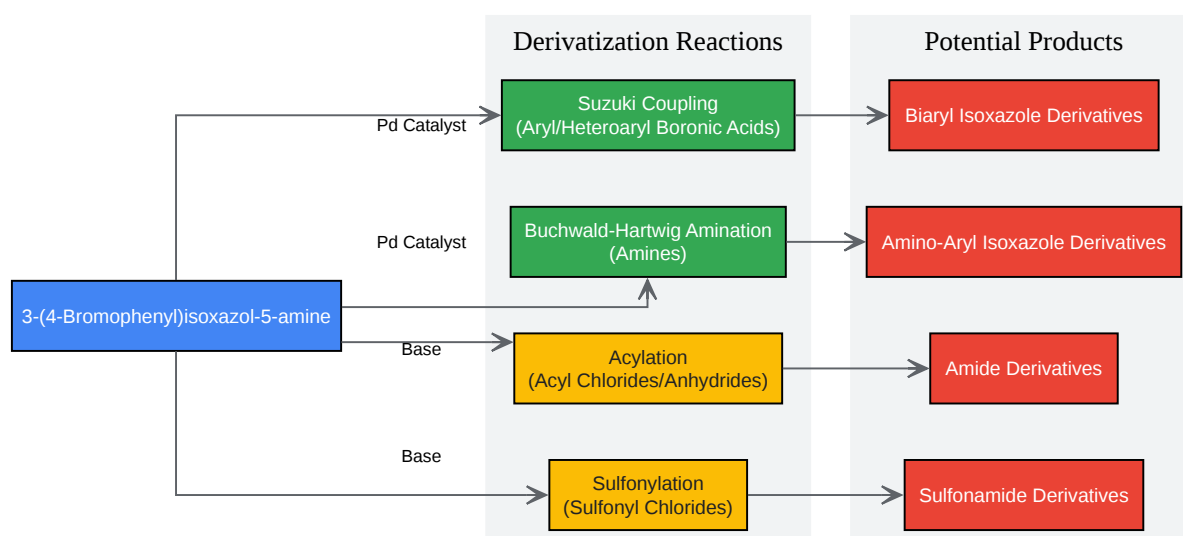 Derivatization Reactions
Potential Products
Suzuki Coupling
(Aryl/Heteroaryl Boronic Acids)
Biaryl Isoxazole Derivatives
Pd Catalyst
Buchwald-Hartwig Amination
(Amines)
Amino-Aryl Isoxazole Derivatives
Pd Catalyst
3-(4-Bromophenyl)isoxazol-5-amine
Base
Acylation
(Acyl Chlorides/Anhydrides)
Amide Derivatives
Base
Sulfonylation
(Sulfonyl Chlorides)
Sulfonamide Derivatives